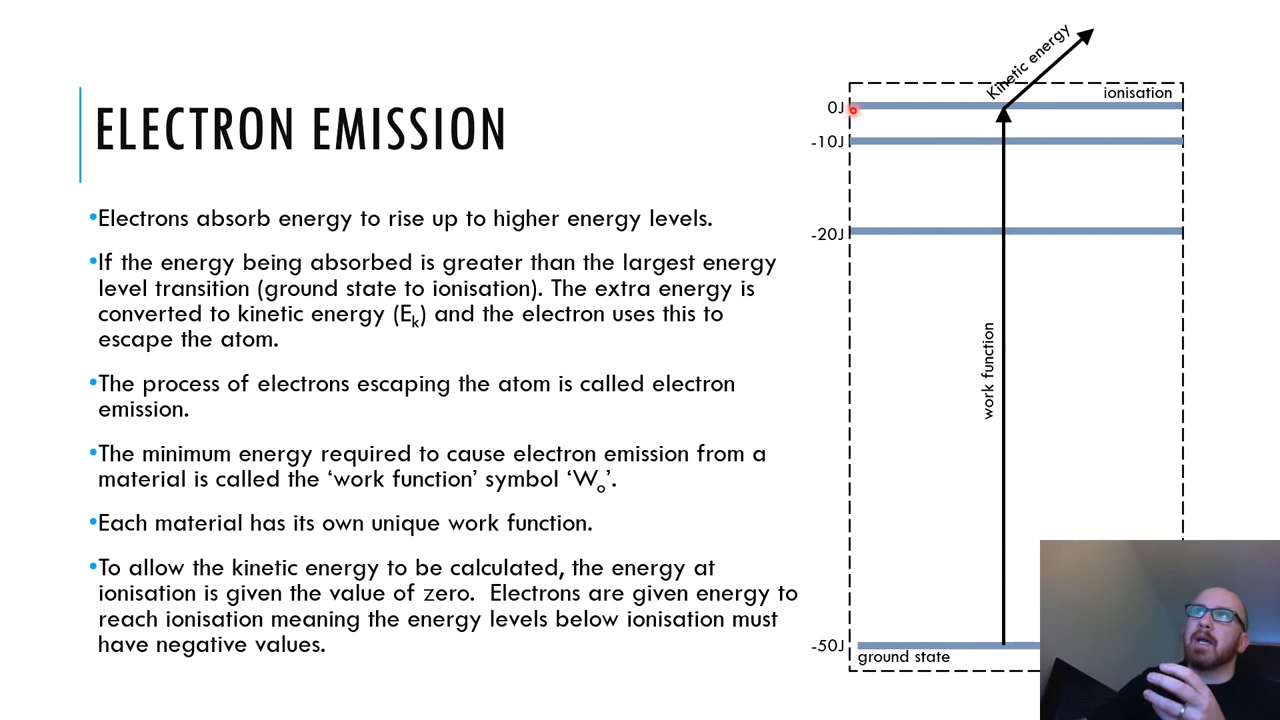 ELECTRON EMISSION
•Electrons absorb energy to rise up to higher energy levels.
•If the energy being absorbed is greater than the largest energy
level transition (ground state to ionisation). The extra energy is
converted to kinetic energy (Eₖ) and the electron uses this to
escape the atom.
•The process of electrons escaping the atom is called electron
emission.
•The minimum energy required to cause electron emission from a
material is called the ‘work function’ symbol ‘Wₒ’.
•Each material has its own unique work function.
•To allow the kinetic energy to be calculated, the energy at
ionisation is given the value of zero.  Electrons are given energy to
reach ionisation meaning the energy levels below ionisation must
have negative values.
Kinetic energy
ionisation
0J
-10J
-20J
work function
-50J
ground state